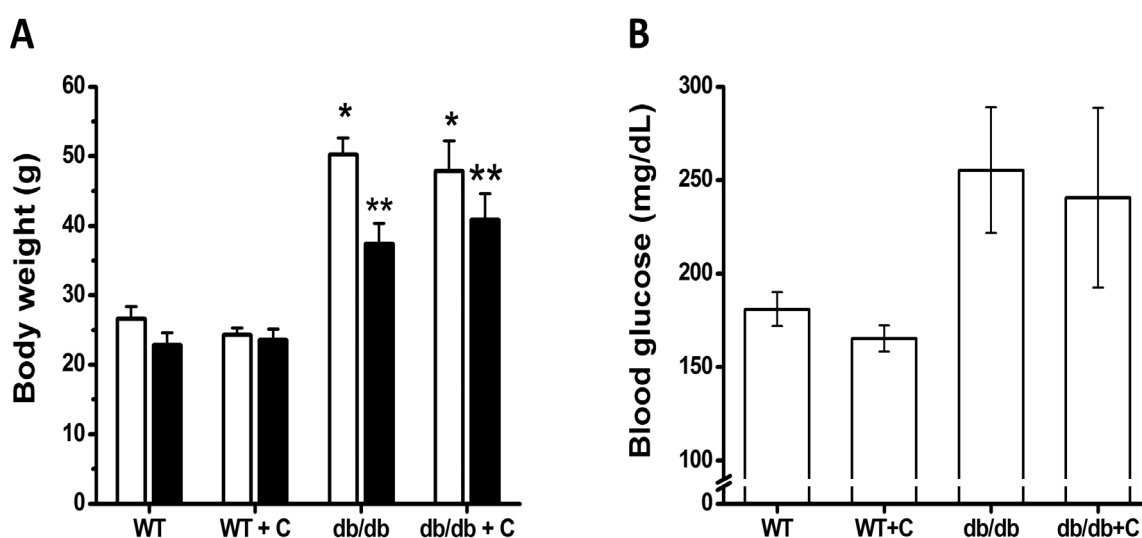 A
Body weight (g)
60
50
40
30
20
10
0
*
**
*
**
WT
WT + C
db/db
db/db + C
B
Blood glucose (mg/dL)
300
250
200
150
100
0
WT
WT+C
db/db
db/db+C